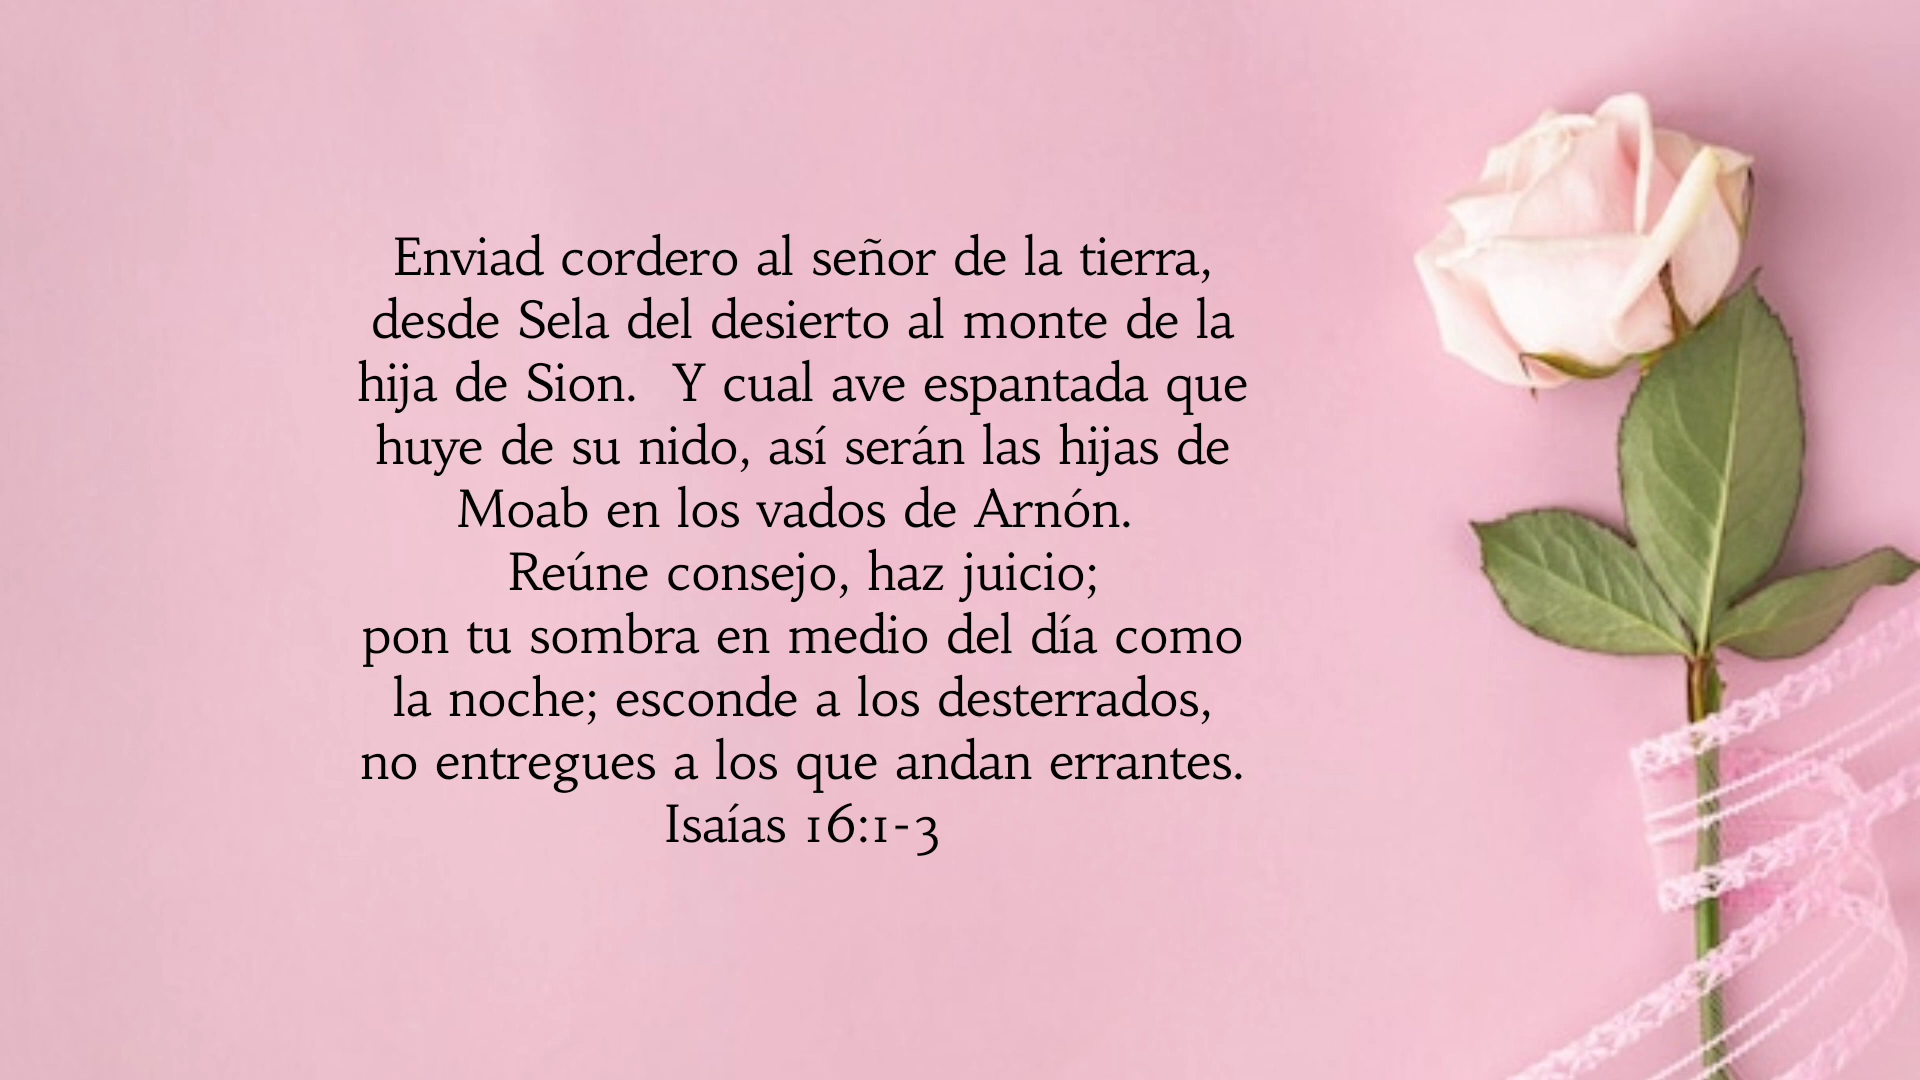 Enviad cordero al señor de la tierra,
desde Sela del desierto al monte de la
hija de Sion.  Y cual ave espantada que
huye de su nido, así serán las hijas de
Moab en los vados de Arnón.
Reúne consejo, haz juicio;
pon tu sombra en medio del día como
la noche; esconde a los desterrados,
no entregues a los que andan errantes.
Isaías 16:1-3